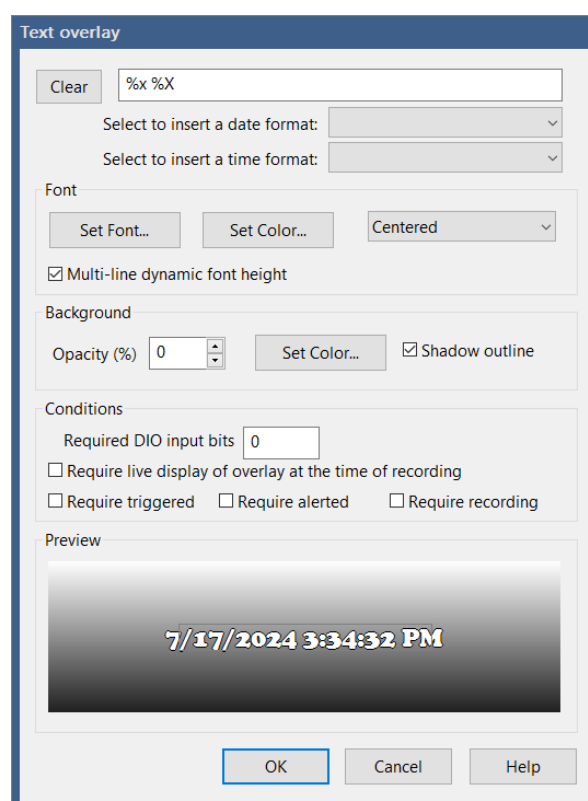 Text overlay
Clear %x %X
Select to insert a date format:
Select to insert a time format:
Font
Set Font... Set Color... Centered
Multi-line dynamic font height
Background
Opacity (%) 0 Set Color... Shadow outline
Conditions
Required DIO input bits 0
Require live display of overlay at the time of recording
Require triggered Require alerted Require recording
Preview
7/17/2024 3:34:32 PM
OK Cancel Help